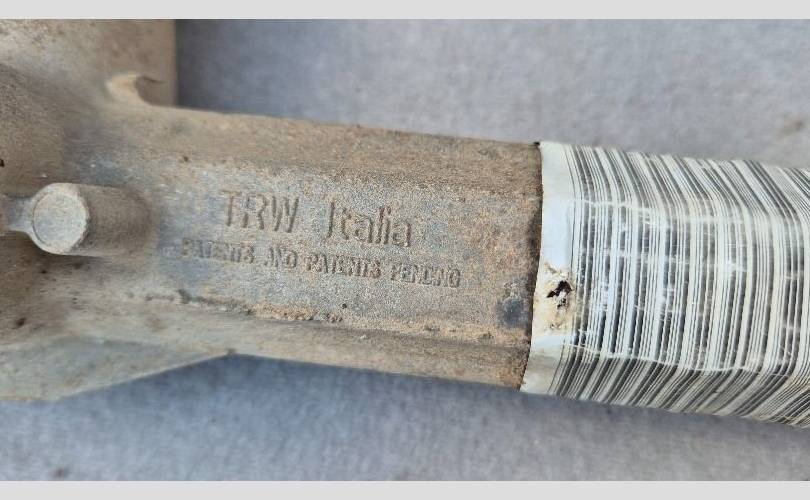 TRW Italia
PATENTS AND PATENTS PENDING